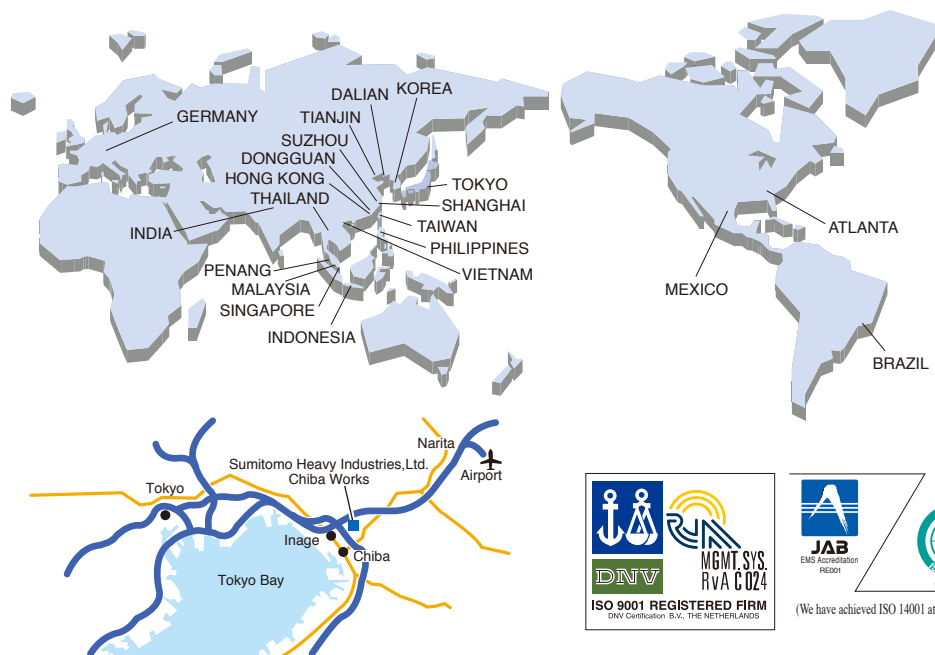 DALIAN
KOREA
GERMANY
TIANJIN
SUZHOU
DONGGUAN
HONG KONG
THAILAND
TOKYO
SHANGHAI
INDIA
TAIWAN
ATLANTA
PHILIPPINES
PENANG
VIETNAM
MALAYSIA
MEXICO
SINGAPORE
INDONESIA
BRAZIL
Narita
Airport
Sumitomo Heavy Industries,Ltd.
Chiba Works
Tokyo
Inage
Chiba
Tokyo Bay
RvA
DNV
MGMT. SYS.
RvA C 024
ISO 9001 REGISTERED FIRM
DNV Certification B.V., THE NETHERLANDS
JAB
EMS Accreditation
RE001
(We have achieved ISO 14001 at